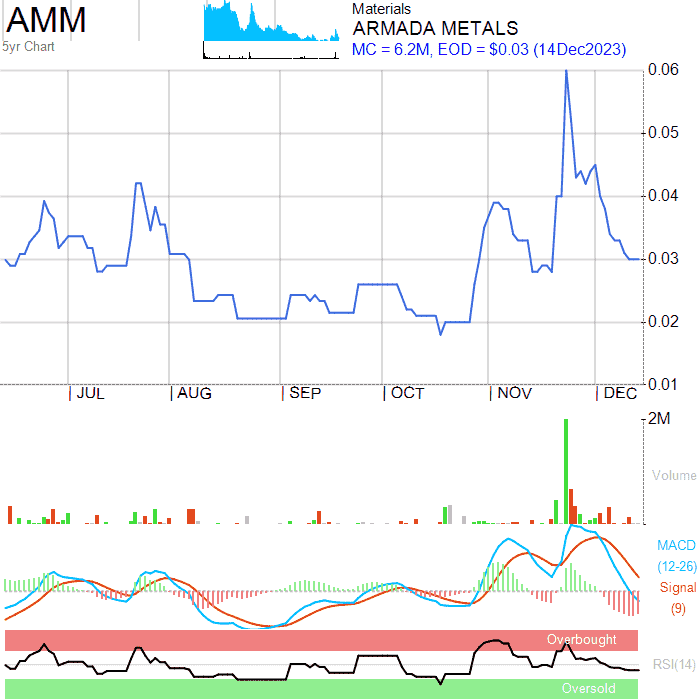 AMM
5yr Chart
Materials
ARMADA METALS
MC = 6.2M, EOD = $0.03 (14Dec2023)
0.06
0.05
0.04
0.03
0.02
0.01
JUL AUG SEP OCT NOV DEC
2M
Volume
MACD
(12-26)
Signal
(9)
Overbought
RSI(14)
Oversold